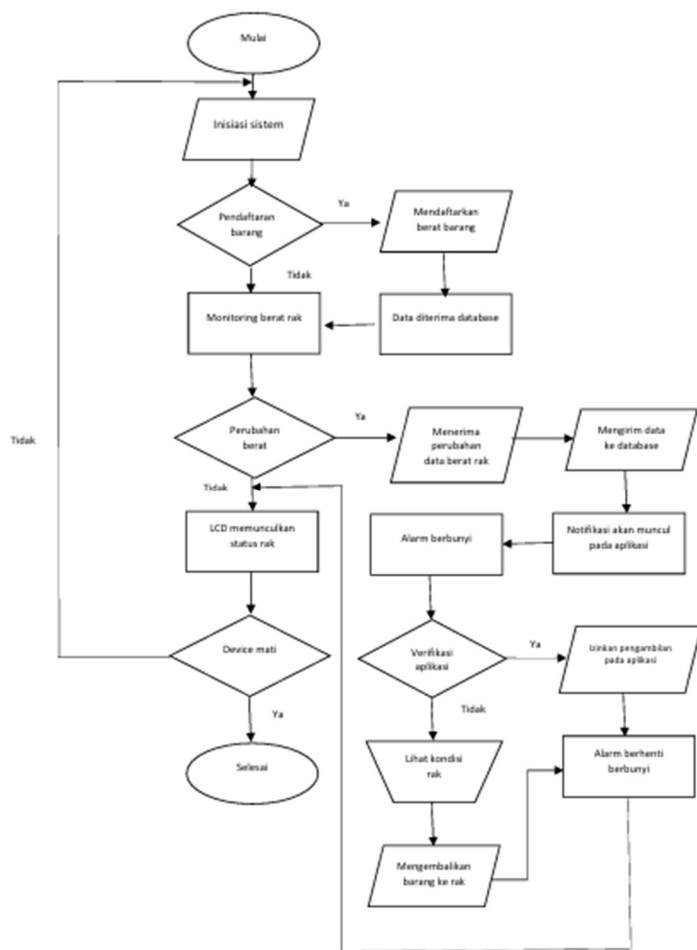 Mulai
Inisiasi sistem
Pendaftaran
barang
Ya
Mendaftarkan
berat barang
Tidak
Monitoring berat rak
Data diterima database
Perubahan
berat
Ya
Menerima
perubahan
data berat rak
Mengirim data
ke database
Tidak
Tidak
LCD memunculkan
status rak
Alarm berbunyi
Notifikasi akan muncul
pada aplikasi
Device mati
Verifikasi
aplikasi
Ya
Izinkan pengambilan
pada aplikasi
Ya
Tidak
Selesai
Lihat kondisi
rak
Alarm berhenti
berbunyi
Mengembalikan
barang ke rak